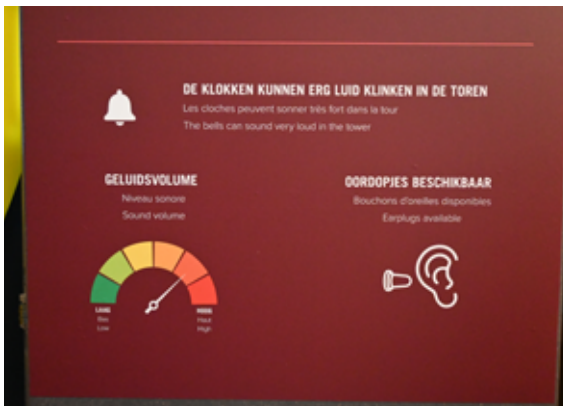 DE KLOKKEN KUNNEN ERG LUID KLINKEN IN DE TOREN
Les cloches peuvent sonner très fort dans la tour
The bells can sound very loud in the tower
GELUIDSVOLUME
Niveau sonore
Sound volume
LAAG
Bas
Low
HOOG
Haut
High
OORDOPJES BESCHIKBAAR
Bouchons d'oreilles disponibles
Earplugs available